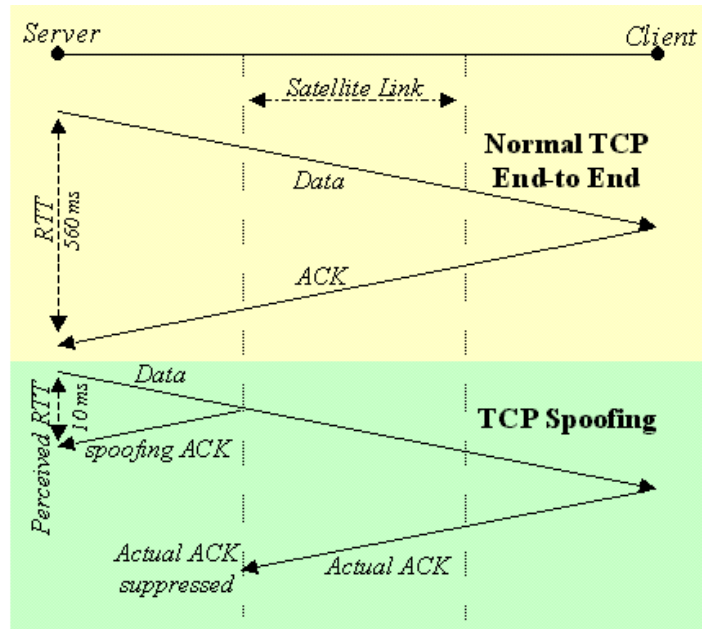 Server
Client
Satellite Link
Normal TCP
End-to End
Data
RTT
560 ms
ACK
Data
Perceived RTT
10 ms
TCP Spoofing
spoofing ACK
Actual ACK
suppressed
Actual ACK